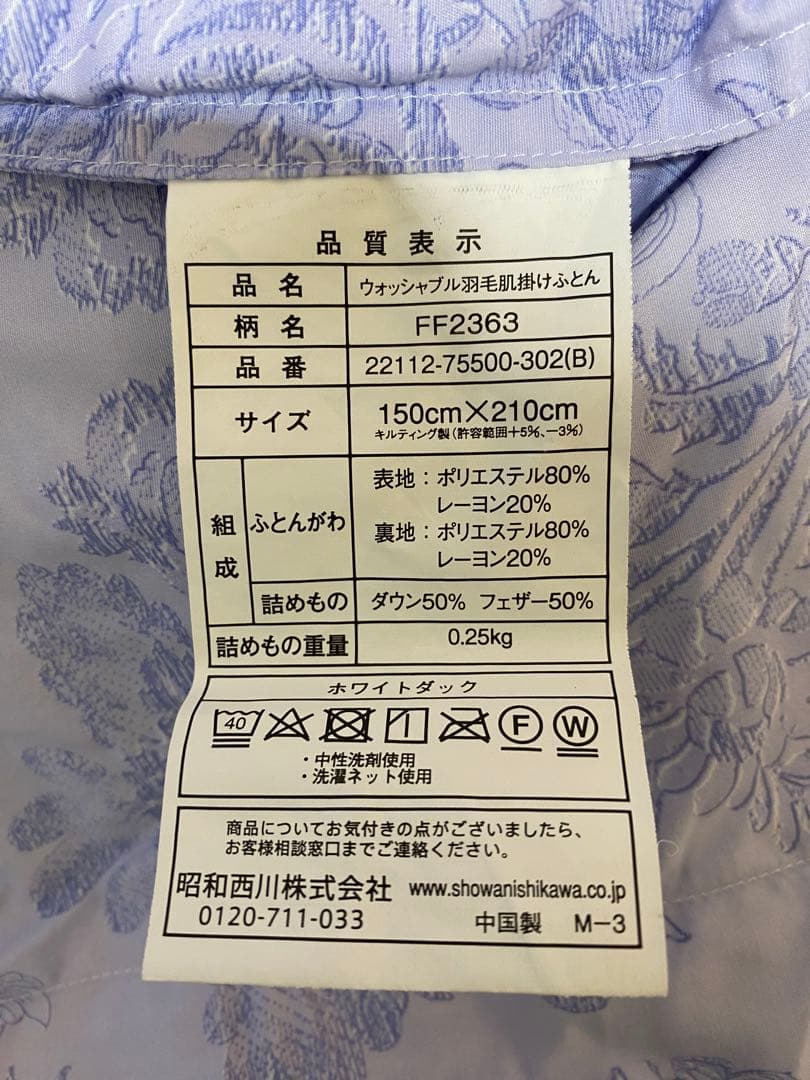 品質表示
品名 ウォッシャブル羽毛肌掛けふとん
柄名 FF2363
品番 22112-75500-302(B)
サイズ 150cm×210cm
キルティング製(許容範囲+5%、-3%)
組成 ふとんがわ 表地:ポリエステル80%
レーヨン20%
裏地:ポリエステル80%
レーヨン20%
詰めもの ダウン50% フェザー50%
詰めもの重量 0.25kg
ホワイトダック
40 F W
・中性洗剤使用
・洗濯ネット使用
商品についてお気付きの点がございましたら、
お客様相談窓口までご連絡ください。
昭和西川株式会社 www.showanishikawa.co.jp
0120-711-033 中国製 M-3